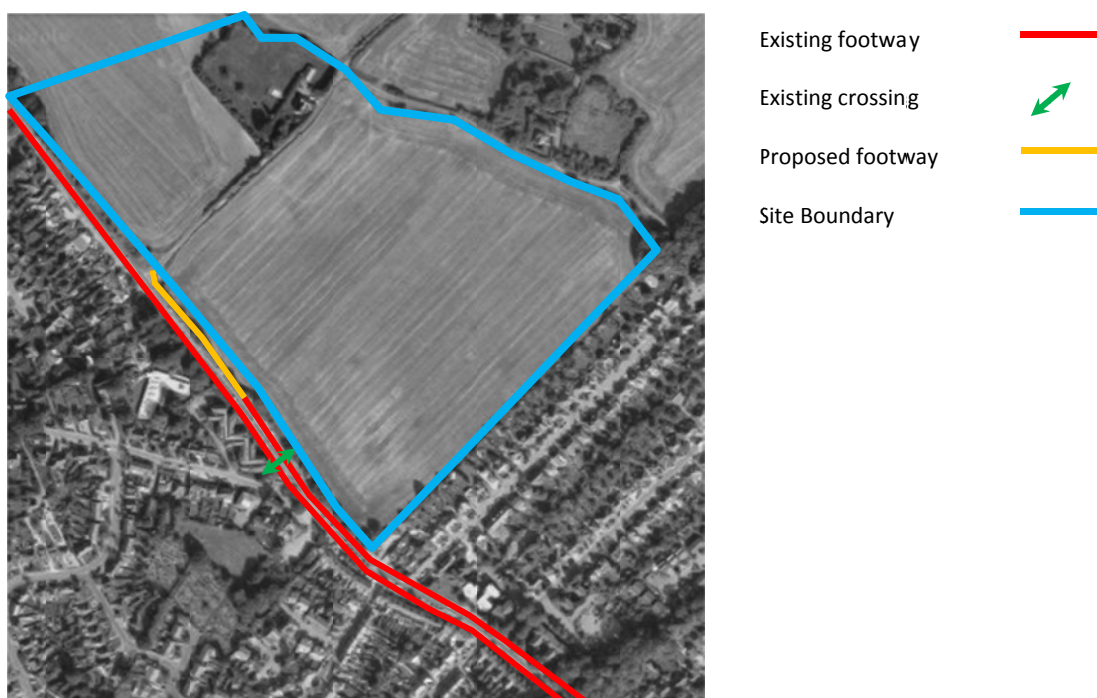 Existing footway
Existing crossing
Proposed footway
Site Boundary